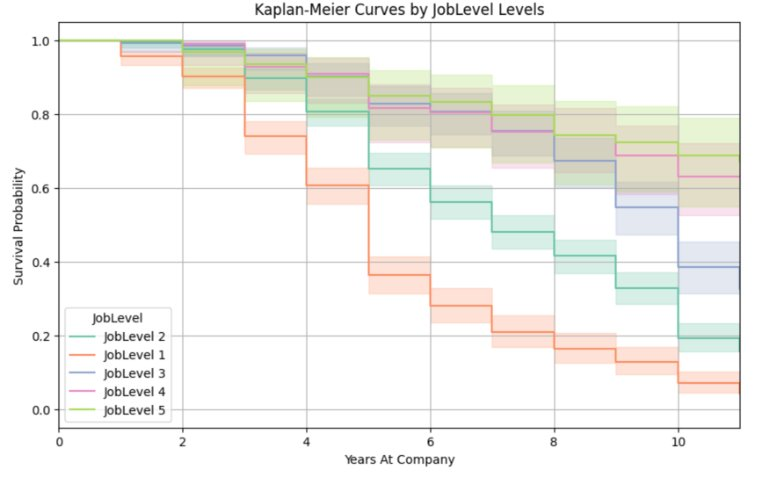 Kaplan-Meier Curves by JobLevel Levels
1.0
0.8
0.6
0.4
0.2
0.0
Survival Probability
JobLevel
JobLevel 2
JobLevel 1
JobLevel 3
JobLevel 4
JobLevel 5
0 2 4 6 8 10
Years At Company